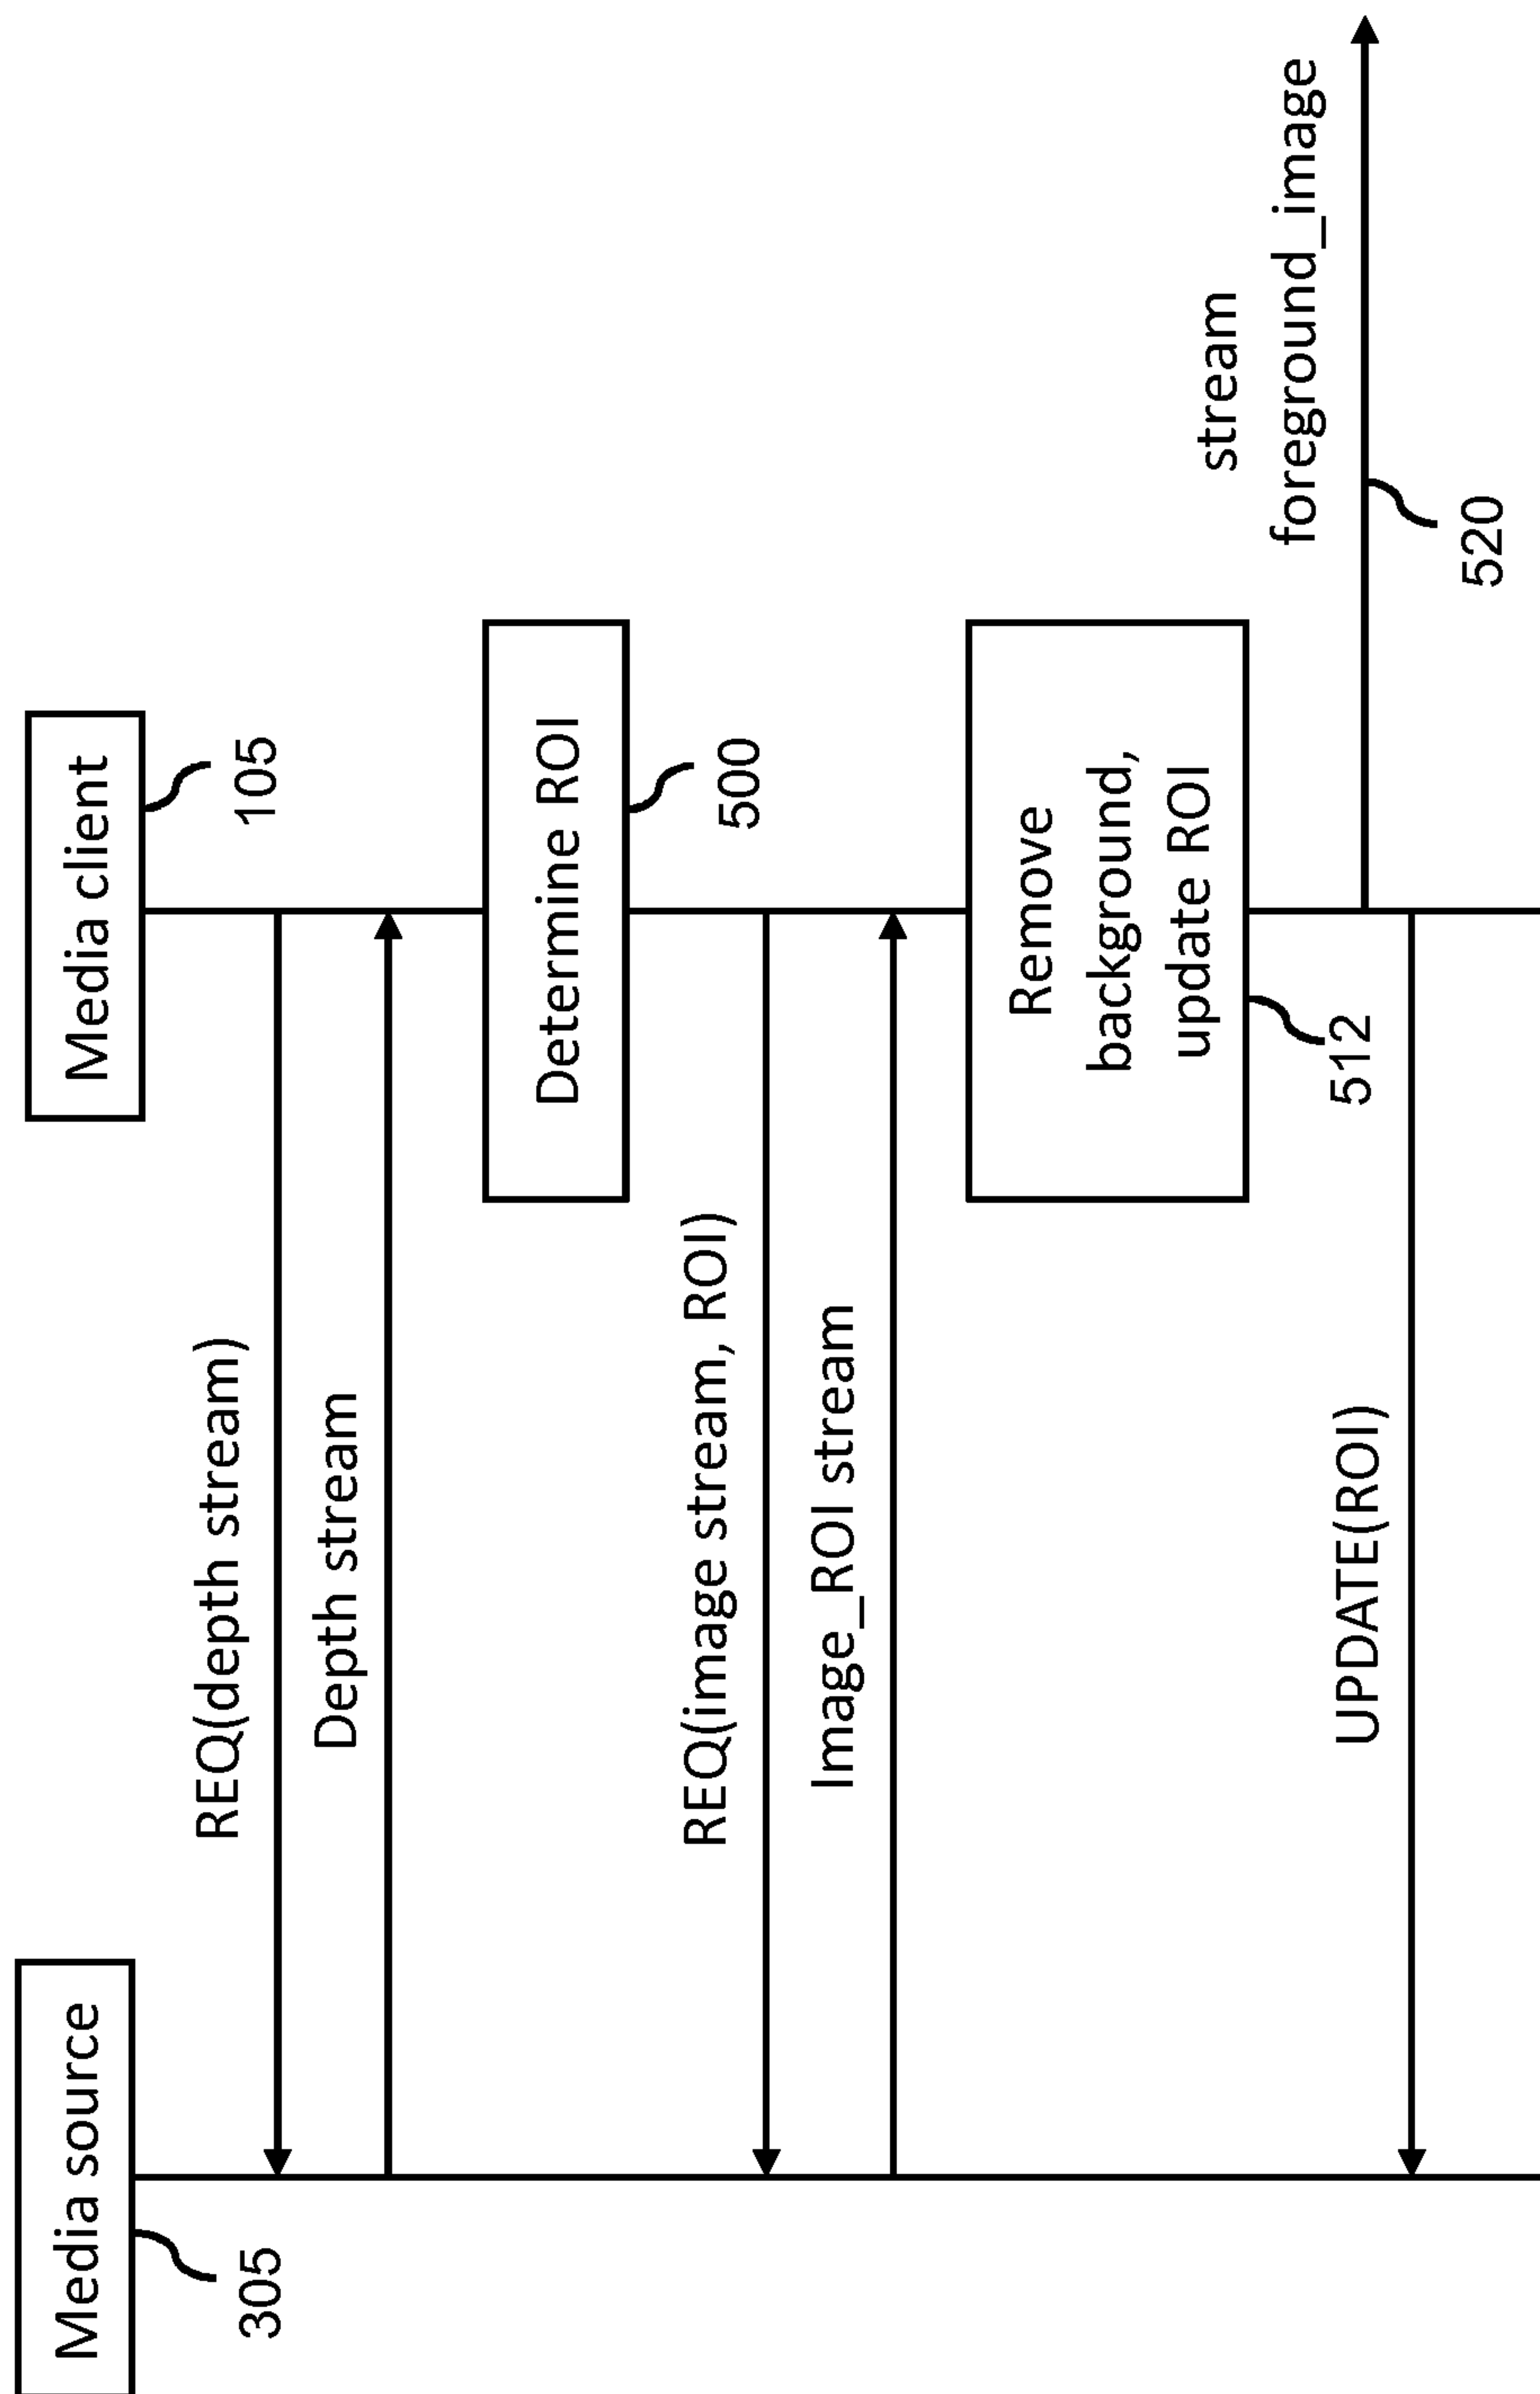 Media source
305
Media client
105
REQ(depth stream)
Depth stream
Determine ROI
500
REQ(image stream, ROI)
Image_ROI stream
Remove
background,
update ROI
512
stream
foreground_image
520
UPDATE(ROI)